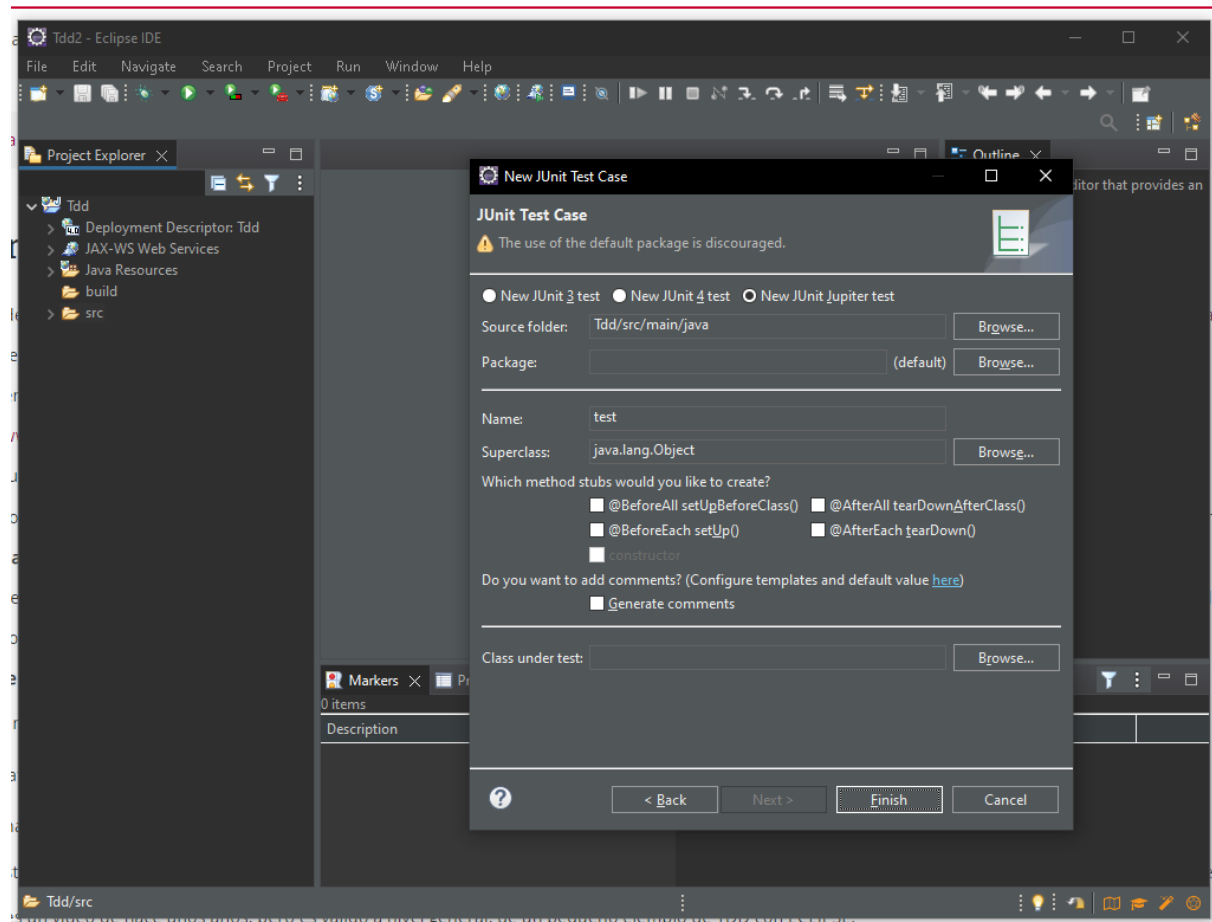 Tdd2 - Eclipse IDE
File Edit Navigate Search Project Run Window Help
Project Explorer
Outline
Tdd
Deployment Descriptor: Tdd
JAX-WS Web Services
Java Resources
build
src
ditor that provides an
New JUnit Test Case
JUnit Test Case
The use of the default package is discouraged.
New JUnit 3 test New JUnit 4 test New JUnit Jupiter test
Source folder: Tdd/src/main/java Browse...
Package: (default) Browse...
Name: test
Superclass: java.lang.Object Browse...
Which method stubs would you like to create?
@BeforeAll setUpBeforeClass() @AfterAll tearDownAfterClass()
@BeforeEach setUp() @AfterEach tearDown()
constructor
Do you want to add comments? (Configure templates and default value here)
Generate comments
Class under test: Browse...
< Back Next > Finish Cancel
Markers Pr
0 items
Description
Tdd/src